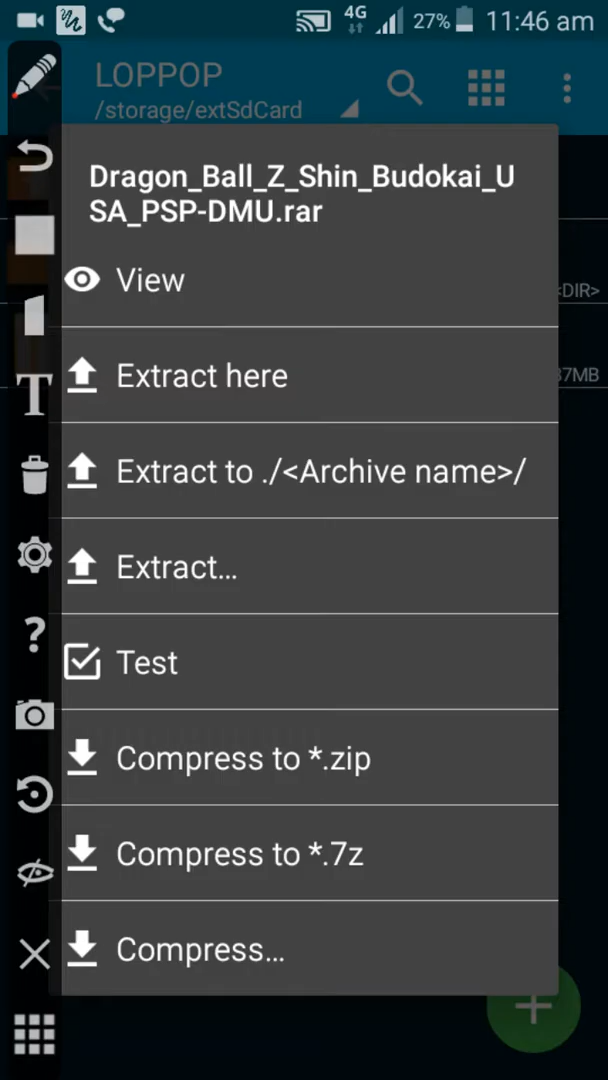 4G 27% 11:46 am
LOPPOP
/storage/extSdCard
Dragon_Ball_Z_Shin_Budokai_U
SA_PSP-DMU.rar
View
<DIR>
Extract here
7MB
Extract to ./<Archive name>/
T
Extract...
?
Test
Compress to *.zip
Compress to *.7z
Compress...